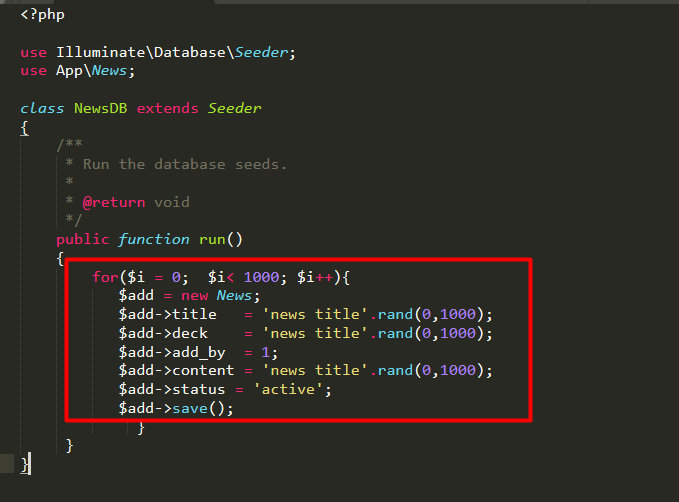 <?php
use Illuminate\Database\Seeder;
use App\News;
class NewsDB extends Seeder
{
/**
* Run the database seeds.
*
* @return void
*/
public function run()
{
for($i = 0;  $i< 1000; $i++){
$add = new News;
$add->title   = 'news title'.rand(0,1000);
$add->deck    = 'news title'.rand(0,1000);
$add->add_by  = 1;
$add->content = 'news title'.rand(0,1000);
$add->status = 'active';
$add->save();
}
}
}